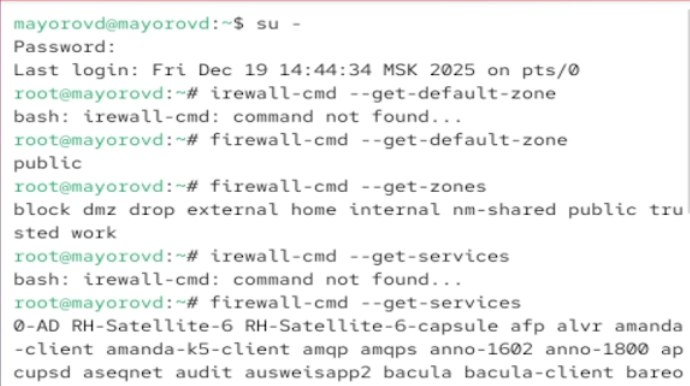 mayorovd@mayorovd:~$ su -
Password:
Last login: Fri Dec 19 14:44:34 MSK 2025 on pts/0
root@mayorovd:~# irewall-cmd --get-default-zone
bash: irewall-cmd: command not found...
root@mayorovd:~# firewall-cmd --get-default-zone
public
root@mayorovd:~# firewall-cmd --get-zones
block dmz drop external home internal nm-shared public tru
sted work
root@mayorovd:~# irewall-cmd --get-services
bash: irewall-cmd: command not found...
root@mayorovd:~# firewall-cmd --get-services
0-AD RH-Satellite-6 RH-Satellite-6-capsule afp alvr amanda
-client amanda-k5-client amqp amqps anno-1602 anno-1800 ap
cupsd aseqnet audit ausweisapp2 bacula bacula-client bareo